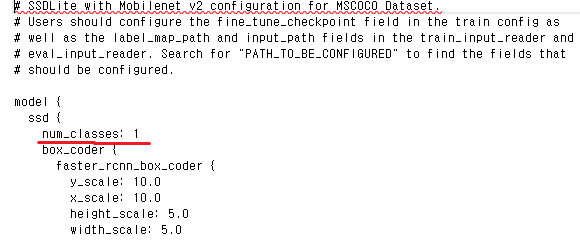 # SSDLite with Mobilenet v2 configuration for MSCOCO Dataset.
# Users should configure the fine_tune_checkpoint field in the train config as
# well as the label_map_path and input_path fields in the train_input_reader and
# eval_input_reader. Search for "PATH_TO_BE_CONFIGURED" to find the fields that
# should be configured.
model {
ssd {
num_classes: 1
box_coder {
faster_rcnn_box_coder {
y_scale: 10.0
x_scale: 10.0
height_scale: 5.0
width_scale: 5.0